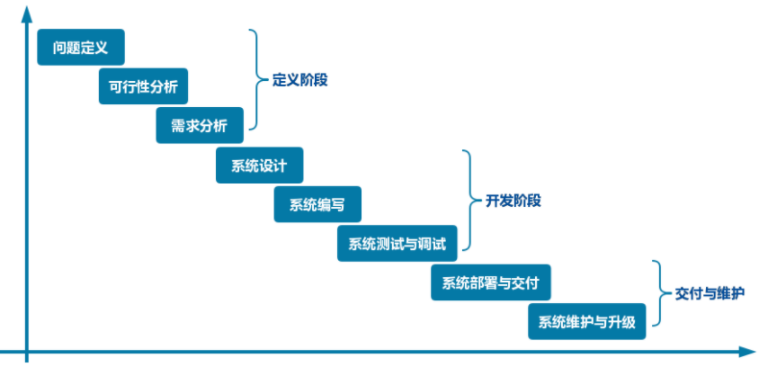 问题定义
可行性分析
定义阶段
需求分析
系统设计
系统编写
开发阶段
系统测试与调试
系统部署与交付
交付与维护
系统维护与升级